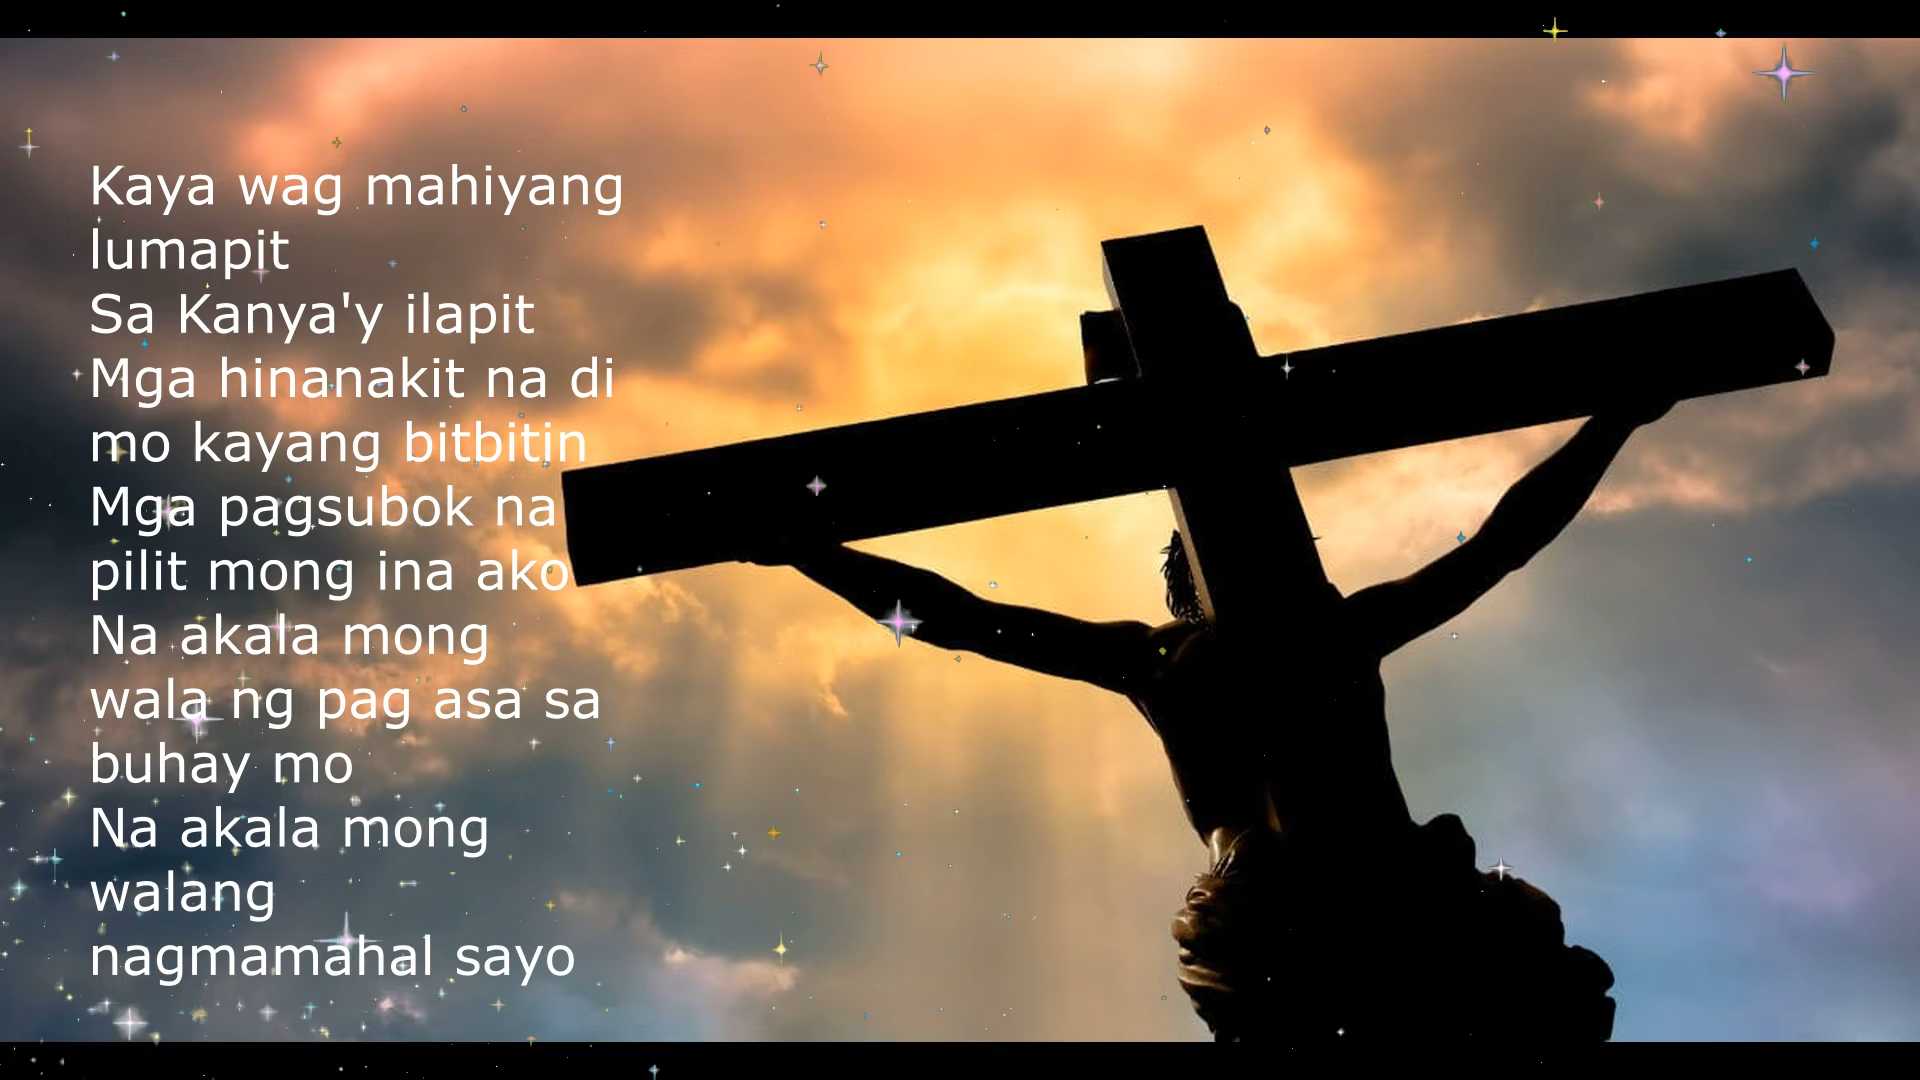 Kaya wag mahiyang
lumapit
Sa Kanya'y ilapit
Mga hinanakit na di
mo kayang bitbitin
Mga pagsubok na
pilit mong ina ako
Na akala mong
wala ng pag asa sa
buhay mo
Na akala mong
walang
nagmamahal sayo